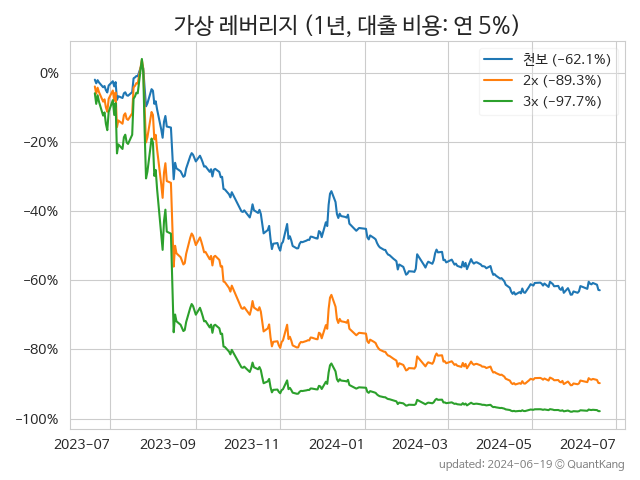 가상 레버리지 (1년, 대출 비용: 연 5%)
천보 (-62.1%)
2x (-89.3%)
3x (-97.7%)
0%
−20%
−40%
−60%
−80%
−100%
2023-07 2023-09 2023-11 2024-01 2024-03 2024-05 2024-07
updated: 2024-06-19 © QuantKang